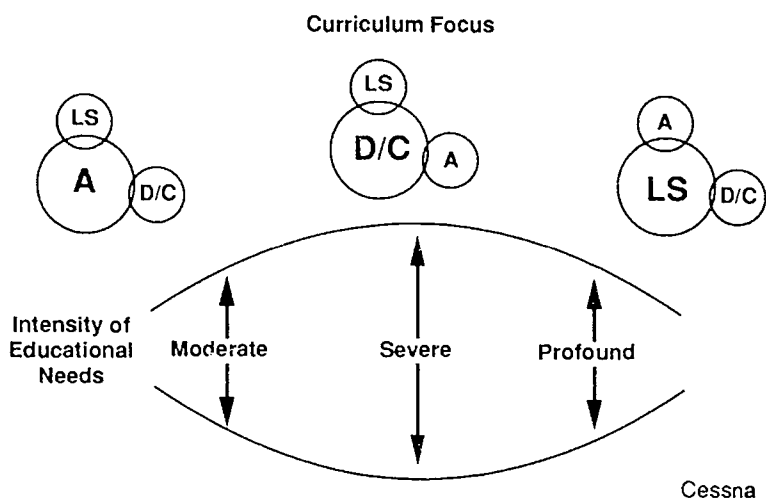 Curriculum Focus
LS
A
D/C
LS
D/C
A
A
LS
D/C
Intensity of
Educational
Needs
Moderate
Severe
Profound
Cessna